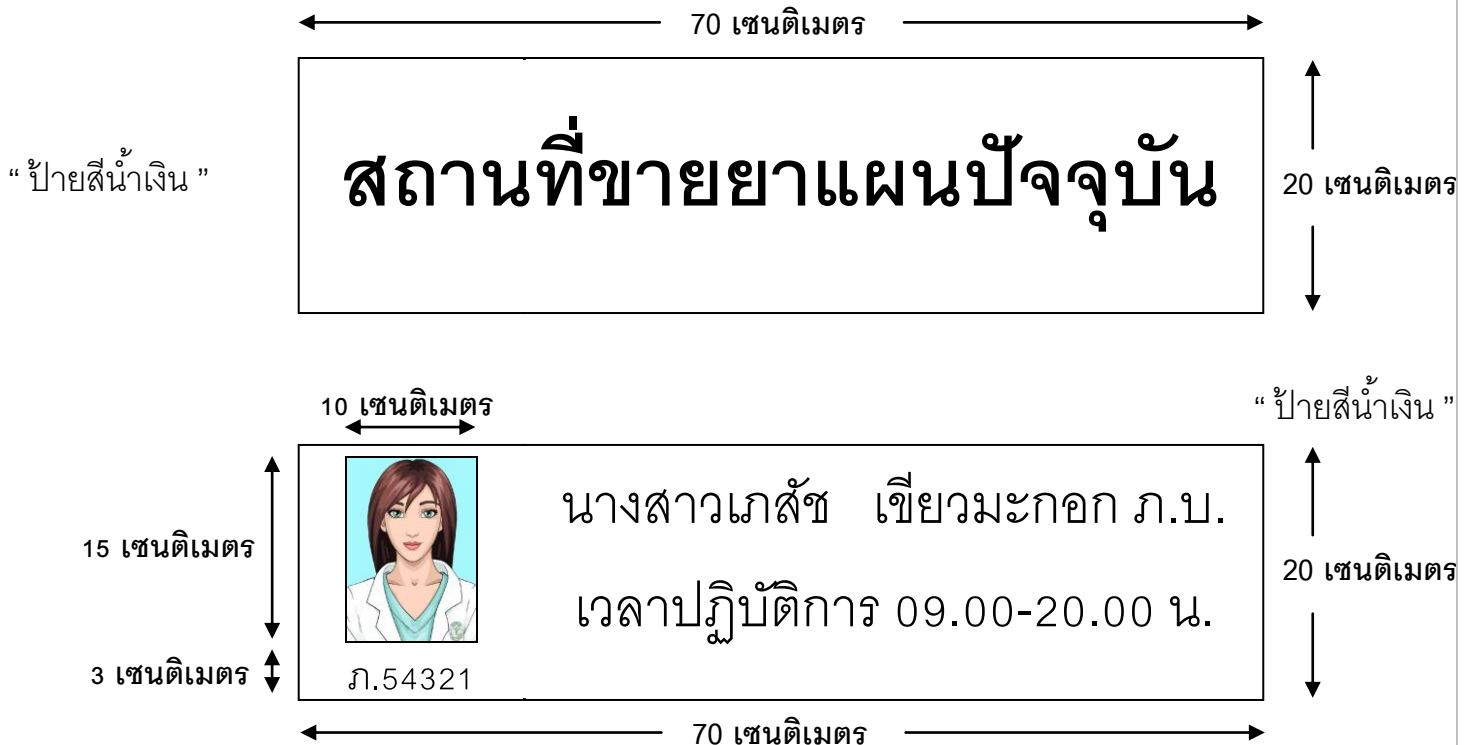 70 เซนติเมตร
“ ป้ายสีน้ำเงิน ”
สถานที่ขายยาแผนปัจจุบัน
20 เซนติเมตร
10 เซนติเมตร
“ ป้ายสีน้ำเงิน ”
15 เซนติเมตร
นางสาวเภสัช เขียวมะกอก ภ.บ.
เวลาปฏิบัติการ 09.00-20.00 น.
20 เซนติเมตร
3 เซนติเมตร
ภ.54321
70 เซนติเมตร